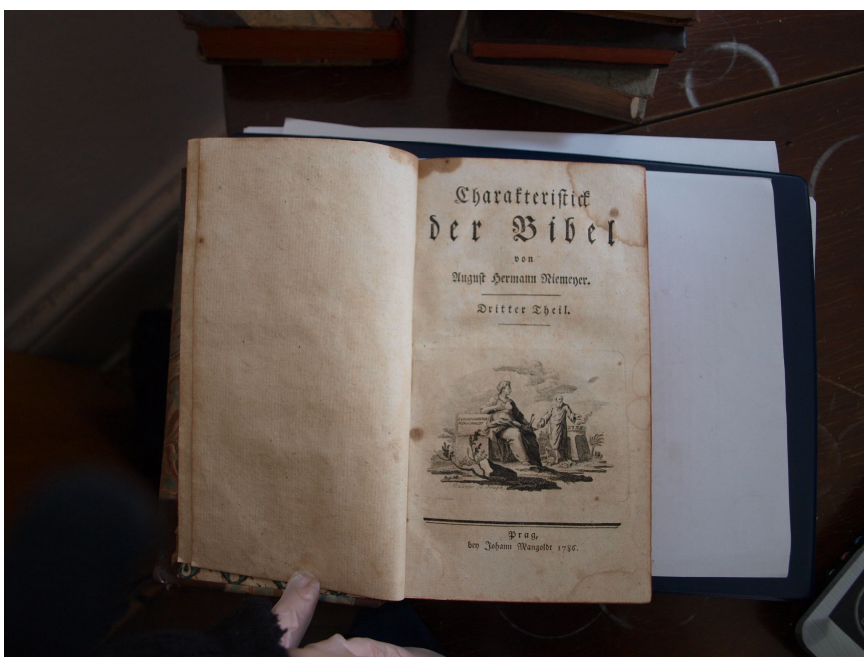 Charakteristick
der Bibel
von
August Hermann Niemeyer.
Dritter Theil.
Prag,
bey Johann Mangoldt 1786.